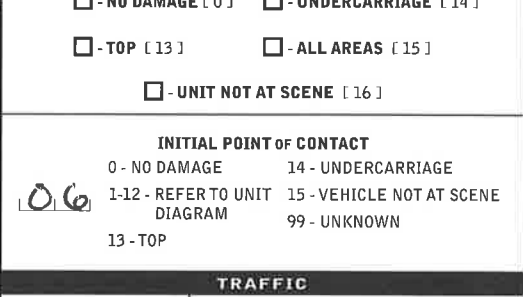 ☐ - NO DAMAGE [ 0 ] ☐ - UNDERCARRIAGE [ 14 ]
☐ - TOP [ 13 ] ☐ - ALL AREAS [ 15 ]
☐ - UNIT NOT AT SCENE [ 16 ]
INITIAL POINT OF CONTACT
0 - NO DAMAGE 14 - UNDERCARRIAGE
06 1-12 - REFER TO UNIT 15 - VEHICLE NOT AT SCENE
DIAGRAM 99 - UNKNOWN
13 - TOP
TRAFFIC